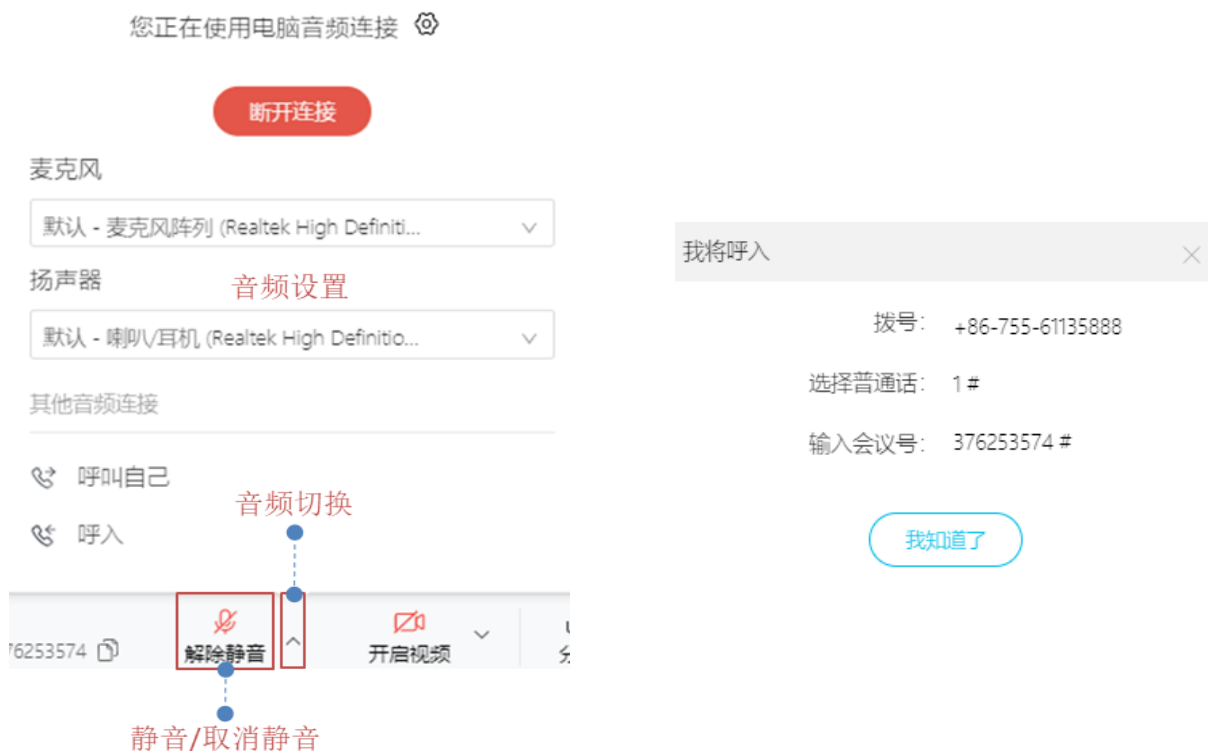 您正在使用电脑音频连接
断开连接
麦克风
默认 - 麦克风阵列 (Realtek High Definiti...
扬声器
音频设置
默认 - 喇叭/耳机 (Realtek High Definitio...
其他音频连接
呼叫自己
音频切换
呼入
76253574
解除静音
开启视频
静音/取消静音
我将呼入
拨号: +86-755-61135888
选择普通话: 1 #
输入会议号: 376253574 #
我知道了